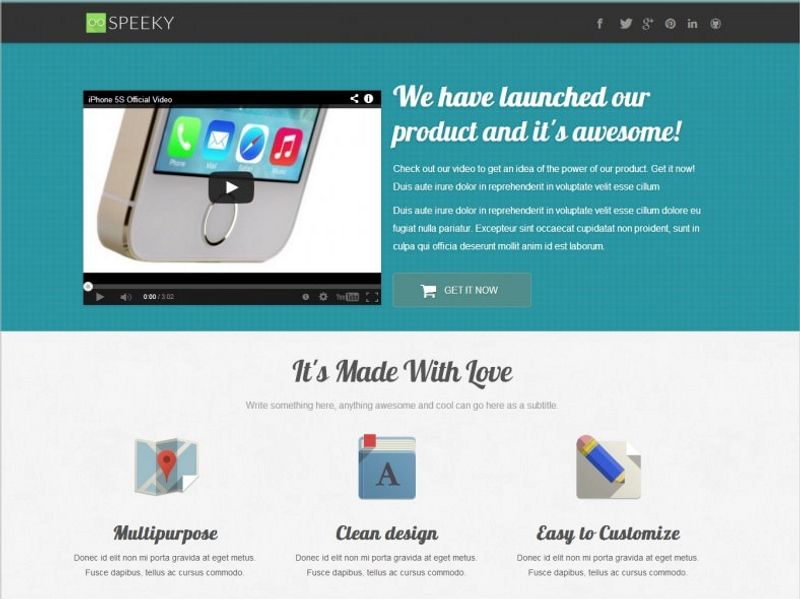 SPEEKY
iPhone 5S Official Video
Phone Mail Safari Music
0:00 / 3:02
YouTube
We have launched our
product and it's awesome!
Check out our video to get an idea of the power of our product. Get it now!
Duis aute irure dolor in reprehenderit in voluptate velit esse cillum
Duis aute irure dolor in reprehenderit in voluptate velit esse cillum dolore eu
fugiat nulla pariatur. Excepteur sint occaecat cupidatat non proident, sunt in
culpa qui officia deserunt mollit anim id est laborum.
GET IT NOW
It's Made With Love
Write something here, anything awesome and cool can go here as a subtitle.
A
Multipurpose
Donec id elit non mi porta gravida at eget metus.
Fusce dapibus, tellus ac cursus commodo.
Clean design
Donec id elit non mi porta gravida at eget metus.
Fusce dapibus, tellus ac cursus commodo.
Easy to Customize
Donec id elit non mi porta gravida at eget metus.
Fusce dapibus, tellus ac cursus commodo.